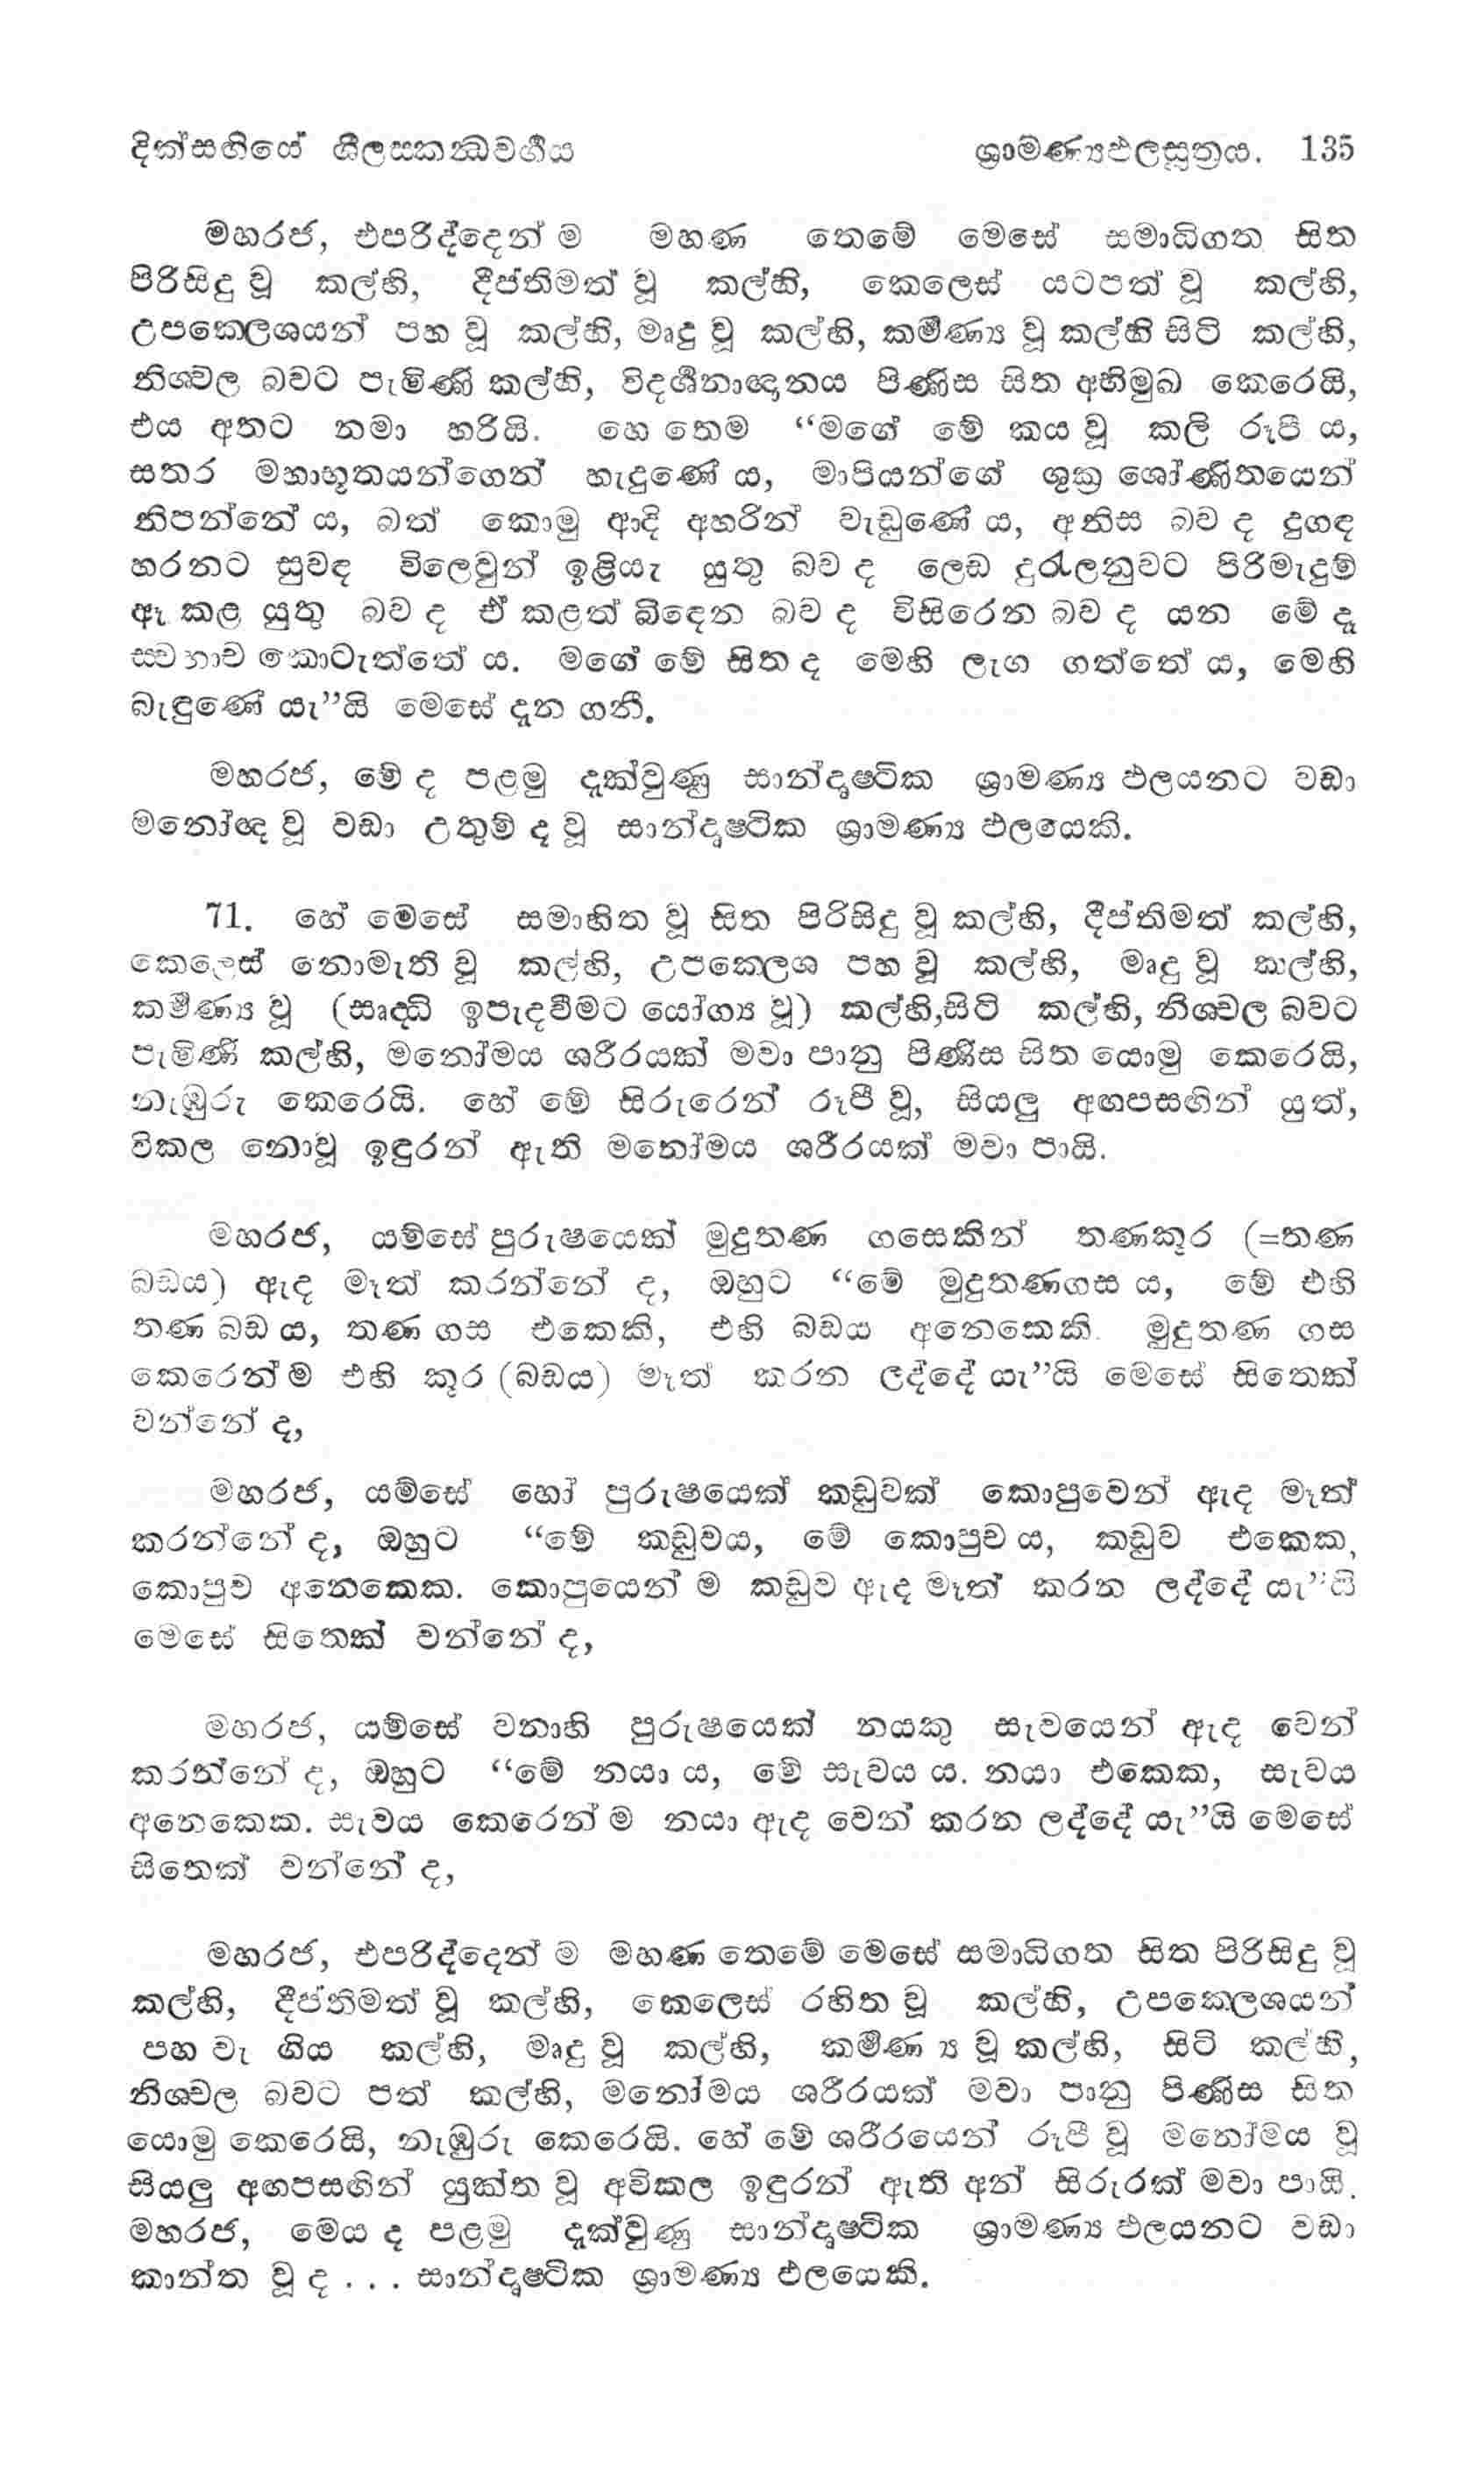 දික්සඟියේ ශීලස්කන්ධවර්ගය ශ්‍රාමණ්‍යඵලසූත්‍රය. 135
මහරජ, එපරිද්දෙන් ම මහණ තෙමේ මෙසේ සමාධිගත සිත
පිරිසිදු වූ කල්හි, දීප්තිමත් වූ කල්හි, කෙලෙස් යටපත් වූ කල්හි,
උපක්ලෙශයන් පහ වූ කල්හි, මෘදු වූ කල්හි, කර්මණ්‍ය වූ කල්හි සිටි කල්හි,
නිශ්චල බවට පැමිණි කල්හි, විදර්ශනාඥානය පිණිස සිත අභිමුඛ කෙරෙයි,
එය අතට නමා හරියි. හෙ තෙම “මගේ මේ කය වූ කලි රූපී ය,
සතර මහාභූතයන්ගෙන් හැදුණේ ය, මාපියන්ගේ ශුක්‍ර ශෝණිතයෙන්
නිපන්නේ ය, බත් කොමු ආදි අහරින් වැඩුණේ ය, අනිස බව ද දුගඳ
හරනට සුවඳ විලෙවුන් ඉළියැ යුතු බව ද ලෙඩ දුරැලනුවට පිරිමැදුම්
ඈ කළ යුතු බව ද ඒ කළත් බිඳෙන බව ද විසිරෙන බව ද යන මේ දෑ
ස්වභාව කොටැත්තේ ය. මගේ මේ සිත ද මෙහි ලැග ගත්තේ ය, මෙහි
බැඳුණේ යැ”යි මෙසේ දැන ගනී.
මහරජ, මේ ද පළමු දැක්වුණු සාන්දෘෂ්ටික ශ්‍රාමණ්‍ය ඵලයනට වඩා
මනෝඥ වූ වඩා උතුම් ද වූ සාන්දෘෂ්ටික ශ්‍රාමණ්‍ය ඵලයෙකි.
71. හේ මෙසේ සමාහිත වූ සිත පිරිසිදු වූ කල්හි, දීප්තිමත් කල්හි,
කෙලෙස් නොමැති වූ කල්හි, උපක්ලෙශ පහ වූ කල්හි, මෘදු වූ කල්හි,
කර්මණ්‍ය වූ (සෘද්ධි ඉපැදවීමට යෝග්‍ය වූ) කල්හි,සිටි කල්හි, නිශ්චල බවට
පැමිණි කල්හි, මනෝමය ශරීරයක් මවා පානු පිණිස සිත යොමු කෙරෙයි,
නැඹුරු කෙරෙයි. හේ මේ සිරුරෙන් රූපී වූ, සියලු අඟපසඟින් යුත්,
විකල නොවූ ඉඳුරන් ඇති මනෝමය ශරීරයක් මවා පායි.
මහරජ, යම්සේ පුරුෂයෙක් මුදුතණ ගසෙකින් තණකූර (=තණ
බඩය) ඇද මෑත් කරන්නේ ද, ඔහුට “මේ මුදුතණගස ය, මේ එහි
තණ බඩ ය, තණ ගස එකෙකි, එහි බඩය අනෙකෙකි. මුදුතණ ගස
කෙරෙන් ම එහි කූර (බඩය) මෑත් කරන ලද්දේ යැ”යි මෙසේ සිතෙක්
වන්නේ ද,
මහරජ, යම්සේ හෝ පුරුෂයෙක් කඩුවක් කොපුවෙන් ඇද මෑත්
කරන්නේ ද, ඔහුට “මේ කඩුවය, මේ කොපුව ය, කඩුව එකෙක,
කොපුව අනෙකෙක. කොපුයෙන් ම කඩුව ඇද මෑත් කරන ලද්දේ යැ”යි
මෙසේ සිතෙක් වන්නේ ද,
මහරජ, යම්සේ වනාහි පුරුෂයෙක් නයකු සැවයෙන් ඇද වෙන්
කරන්නේ ද, ඔහුට “මේ නයා ය, මේ සැවය ය. නයා එකෙක, සැවය
අනෙකෙක. සැවය කෙරෙන් ම නයා ඇද වෙන් කරන ලද්දේ යැ”යි මෙසේ
සිතෙක් වන්නේ ද,
මහරජ, එපරිද්දෙන් ම මහණ තෙමේ මෙසේ සමාධිගත සිත පිරිසිදු වූ
කල්හි, දීප්තිමත් වූ කල්හි, කෙලෙස් රහිත වූ කල්හි, උපක්ලෙශයන්
පහ වැ ගිය කල්හි, මෘදු වූ කල්හි, කර්මණ්‍ය වූ කල්හි, සිටි කල්හි,
නිශ්චල බවට පත් කල්හි, මනෝමය ශරීරයක් මවා පානු පිණිස සිත
යොමු කෙරෙයි, නැඹුරු කෙරෙයි. හේ මේ ශරීරයෙන් රූපී වූ මනෝමය වූ
සියලු අඟපසඟින් යුක්ත වූ අවිකල ඉඳුරන් ඇති අන් සිරුරක් මවා පායි.
මහරජ, මෙය ද පළමු දැක්වුණු සාන්දෘෂ්ටික ශ්‍රාමණ්‍ය ඵලයනට වඩා
කාන්ත වූ ද . . . සාන්දෘෂ්ටික ශ්‍රාමණ්‍ය ඵලයෙකි.